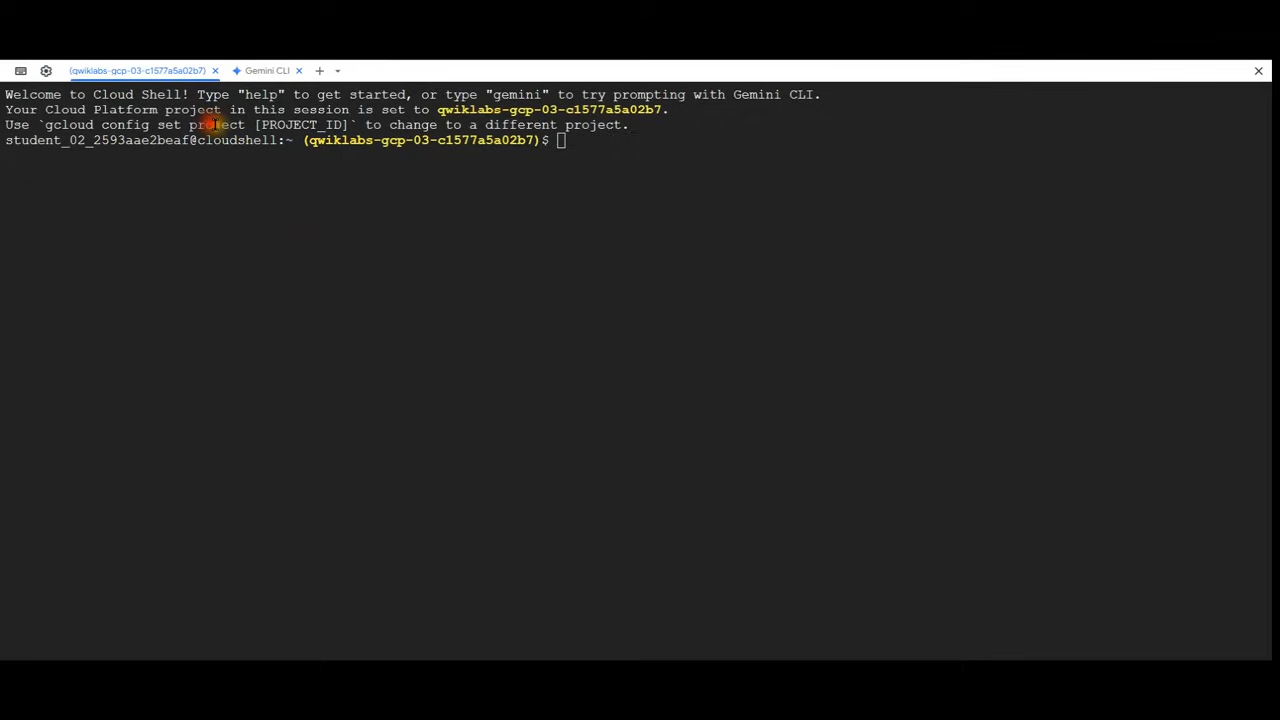 (qwiklabs-gcp-03-c1577a5a02b7) Gemini CLI
Welcome to Cloud Shell! Type "help" to get started, or type "gemini" to try prompting with Gemini CLI.
Your Cloud Platform project in this session is set to qwiklabs-gcp-03-c1577a5a02b7.
Use `gcloud config set project [PROJECT_ID]` to change to a different project.
student_02_2593aae2beaf@cloudshell:~ (qwiklabs-gcp-03-c1577a5a02b7)$